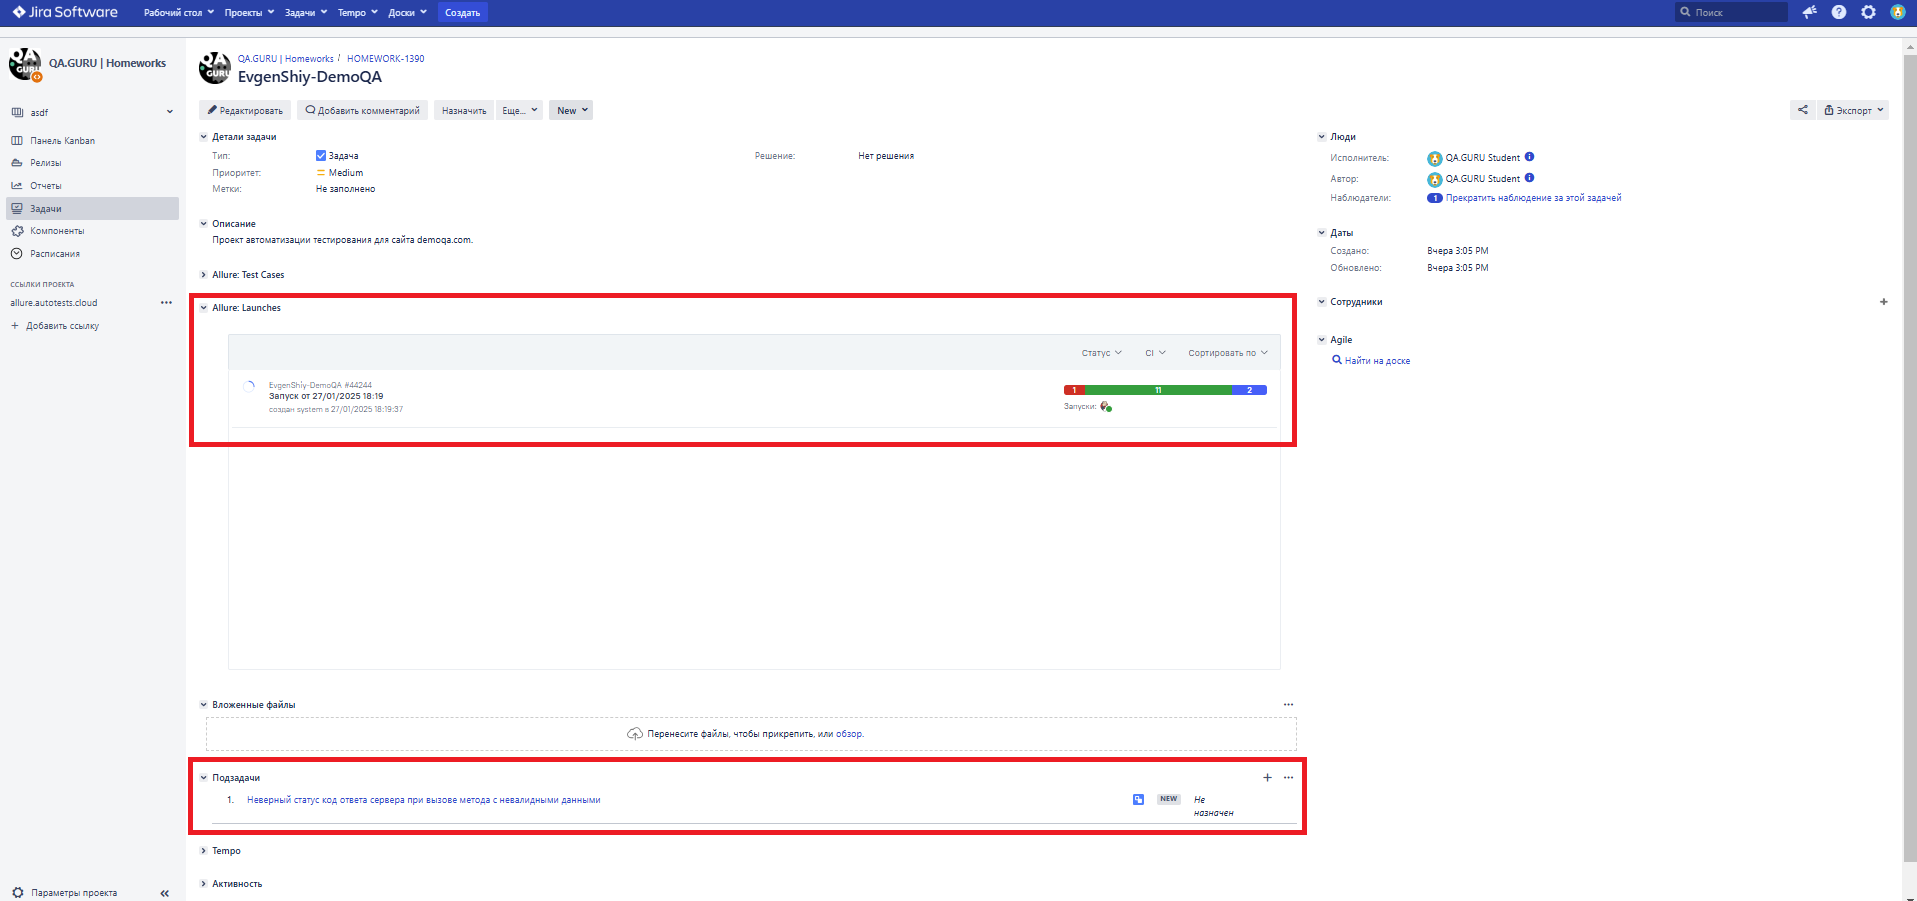 Jira Software Рабочий стол Проекты Задачи Tempo Доски Создать Поиск
QA.GURU | Homeworks
asdf
Панель Kanban
Релизы
Отчеты
Задачи
Компоненты
Расписания
ССЫЛКИ ПРОЕКТА
allure.autotests.cloud
+ Добавить ссылку
Параметры проекта
QA GURU
QA.GURU | Homeworks / HOMEWORK-1390
EvgenShiy-DemoQA
Редактировать Добавить комментарий Назначить Еще... New Экспорт
Детали задачи
Тип: Задача Решение: Нет решения
Приоритет: Medium
Метки: Не заполнено
Описание
Проект автоматизации тестирования для сайта demoqa.com.
Allure: Test Cases
Allure: Launches
Статус CI Сортировать по
EvgenShiy-DemoQA #44244
Запуск от 27/01/2025 18:19
создан system в 27/01/2025 18:19:37
1 11 2
Запуски:
Вложенные файлы
Перенесите файлы, чтобы прикрепить, или обзор.
Подзадачи
1. Неверный статус код ответа сервера при вызове метода с невалидными данными NEW Не назначен
Tempo
Активность
Люди
Исполнитель: QA.GURU Student
Автор: QA.GURU Student
Наблюдатели: 1 Прекратить наблюдение за этой задачей
Даты
Создано: Вчера 3:05 PM
Обновлено: Вчера 3:05 PM
Сотрудники
Agile
Найти на доске